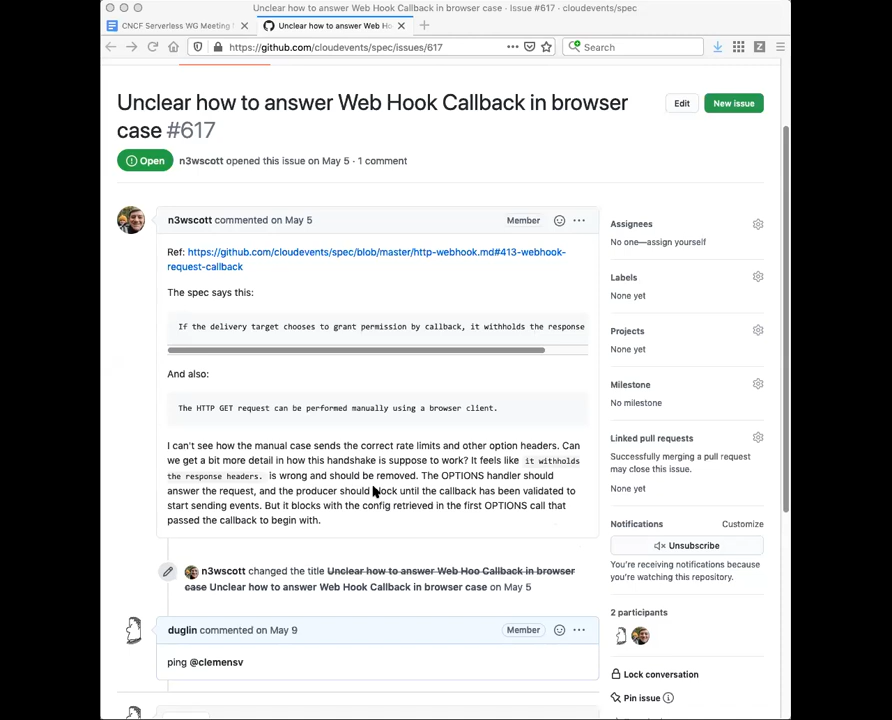 Unclear how to answer Web Hook Callback in browser case · Issue #617 · cloudevents/spec
CNCF Serverless WG Meeting
Unclear how to answer Web Ho
https://github.com/cloudevents/spec/issues/617
Search
Unclear how to answer Web Hook Callback in browser
case #617
Edit
New issue
Open
n3wscott opened this issue on May 5 · 1 comment
n3wscott commented on May 5
Member
Ref: https://github.com/cloudevents/spec/blob/master/http-webhook.md#413-webhook-
request-callback
The spec says this:
If the delivery target chooses to grant permission by callback, it withholds the response
And also:
The HTTP GET request can be performed manually using a browser client.
I can't see how the manual case sends the correct rate limits and other option headers. Can
we get a bit more detail in how this handshake is suppose to work? It feels like it withholds
the response headers. is wrong and should be removed. The OPTIONS handler should
answer the request, and the producer should block until the callback has been validated to
start sending events. But it blocks with the config retrieved in the first OPTIONS call that
passed the callback to begin with.
n3wscott changed the title Unclear how to answer Web Hoo Callback in browser
case Unclear how to answer Web Hook Callback in browser case on May 5
duglin commented on May 9
Member
ping @clemensv
Assignees
No one—assign yourself
Labels
None yet
Projects
None yet
Milestone
No milestone
Linked pull requests
Successfully merging a pull request
may close this issue.
None yet
Notifications
Customize
Unsubscribe
You're receiving notifications because
you're watching this repository.
2 participants
Lock conversation
Pin issue